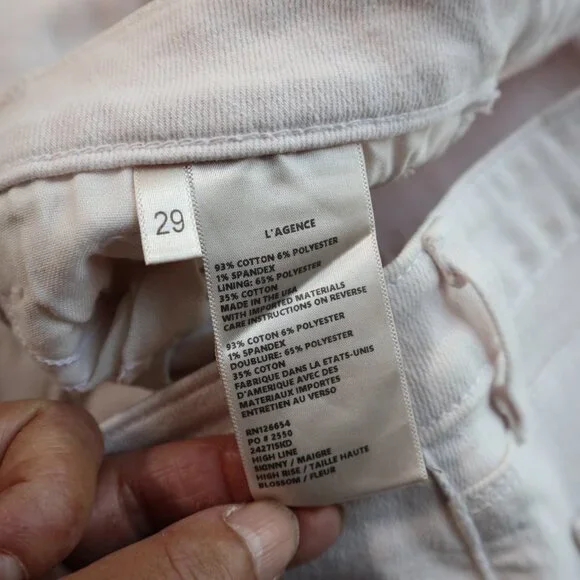 29
L'AGENCE
93% COTTON 6% POLYESTER
1% SPANDEX
LINING: 65% POLYESTER
35% COTTON
MADE IN THE USA
WITH IMPORTED MATERIALS
CARE INSTRUCTIONS ON REVERSE
93% COTON 6% POLYESTER
1% SPANDEX
DOUBLURE: 65% POLYESTER
35% COTON
FABRIQUE DANS LA ETATS-UNIS
D'AMERIQUE AVEC DES
MATERIAUX IMPORTES
ENTRETIEN AU VERSO
RN126654
PO # 2550
2427ISKD
HIGH LINE
SKINNY / MAIGRE
HIGH RISE / TAILLE HAUTE
BLOSSOM / FLEUR